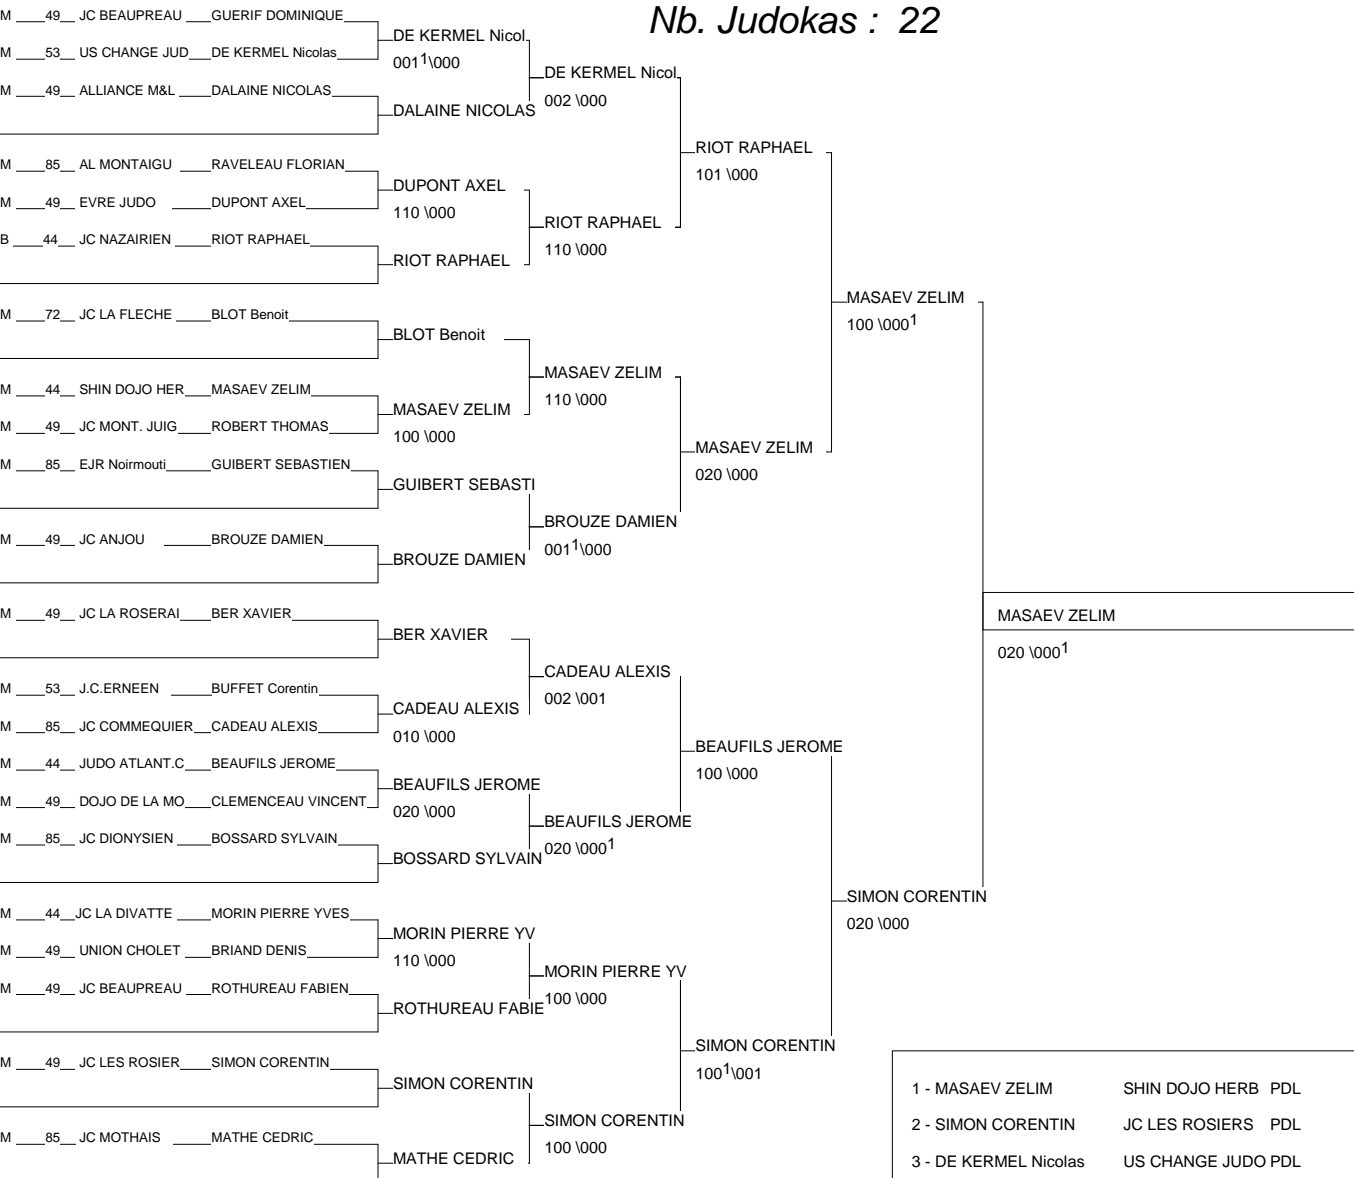 Nb. Judokas : 22
M 49 JC BEAUPREAU GUERIF DOMINIQUE
M 53 US CHANGE JUD DE KERMEL Nicolas
M 49 ALLIANCE M&L DALAINE NICOLAS
M 85 AL MONTAIGU RAVELEAU FLORIAN
M 49 EVRE JUDO DUPONT AXEL
B 44 JC NAZAIRIEN RIOT RAPHAEL
M 72 JC LA FLECHE BLOT Benoit
M 44 SHIN DOJO HER MASAEV ZELIM
M 49 JC MONT. JUIG ROBERT THOMAS
M 85 EJR Noirmouti GUIBERT SEBASTIEN
M 49 JC ANJOU BROUZE DAMIEN
M 49 JC LA ROSERAI BER XAVIER
M 53 J.C.ERNEEN BUFFET Corentin
M 85 JC COMMEQUIER CADEAU ALEXIS
M 44 JUDO ATLANT.C BEAUFILS JEROME
M 49 DOJO DE LA MO CLEMENCEAU VINCENT
M 85 JC DIONYSIEN BOSSARD SYLVAIN
M 44 JC LA DIVATTE MORIN PIERRE YVES
M 49 UNION CHOLET BRIAND DENIS
M 49 JC BEAUPREAU ROTHUREAU FABIEN
M 49 JC LES ROSIER SIMON CORENTIN
M 85 JC MOTHAIS MATHE CEDRIC
DE KERMEL Nicol
001¹\000
DALAINE NICOLAS
DUPONT AXEL
110 \000
RIOT RAPHAEL
BLOT Benoit
MASAEV ZELIM
100 \000
GUIBERT SEBASTI
BROUZE DAMIEN
BER XAVIER
CADEAU ALEXIS
010 \000
BEAUFILS JEROME
020 \000
BOSSARD SYLVAIN
MORIN PIERRE YV
110 \000
ROTHUREAU FABIE
SIMON CORENTIN
MATHE CEDRIC
DE KERMEL Nicol
002 \000
RIOT RAPHAEL
110 \000
MASAEV ZELIM
110 \000
BROUZE DAMIEN
001¹\000
CADEAU ALEXIS
002 \001
BEAUFILS JEROME
020 \000¹
MORIN PIERRE YV
100 \000
SIMON CORENTIN
100 \000
RIOT RAPHAEL
101 \000
MASAEV ZELIM
020 \000
BEAUFILS JEROME
100 \000
SIMON CORENTIN
100¹\001
MASAEV ZELIM
100 \000¹
SIMON CORENTIN
020 \000
MASAEV ZELIM
020 \000¹
1 - MASAEV ZELIM SHIN DOJO HERB PDL
2 - SIMON CORENTIN JC LES ROSIERS PDL
3 - DE KERMEL Nicolas US CHANGE JUDO PDL